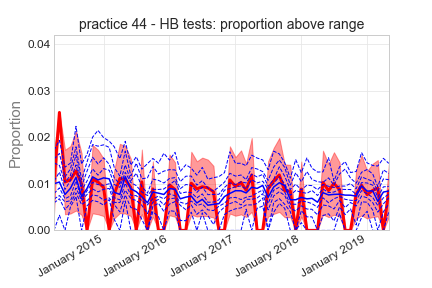 practice 44 - HB tests: proportion above range
Proportion
0.04
0.03
0.02
0.01
0.00
January 2015
January 2016
January 2017
January 2018
January 2019